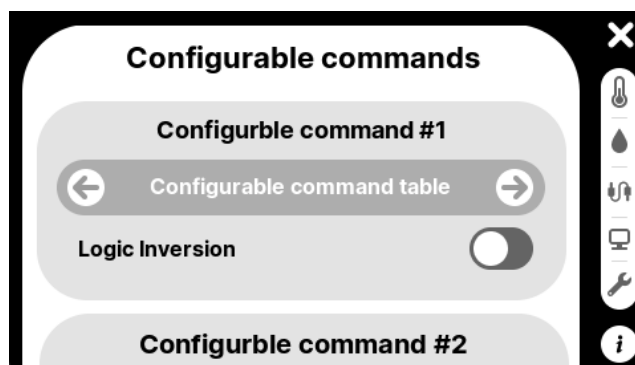 Configurable commands
Configurble command #1
Configurable command table
Logic Inversion
Configurble command #2
i